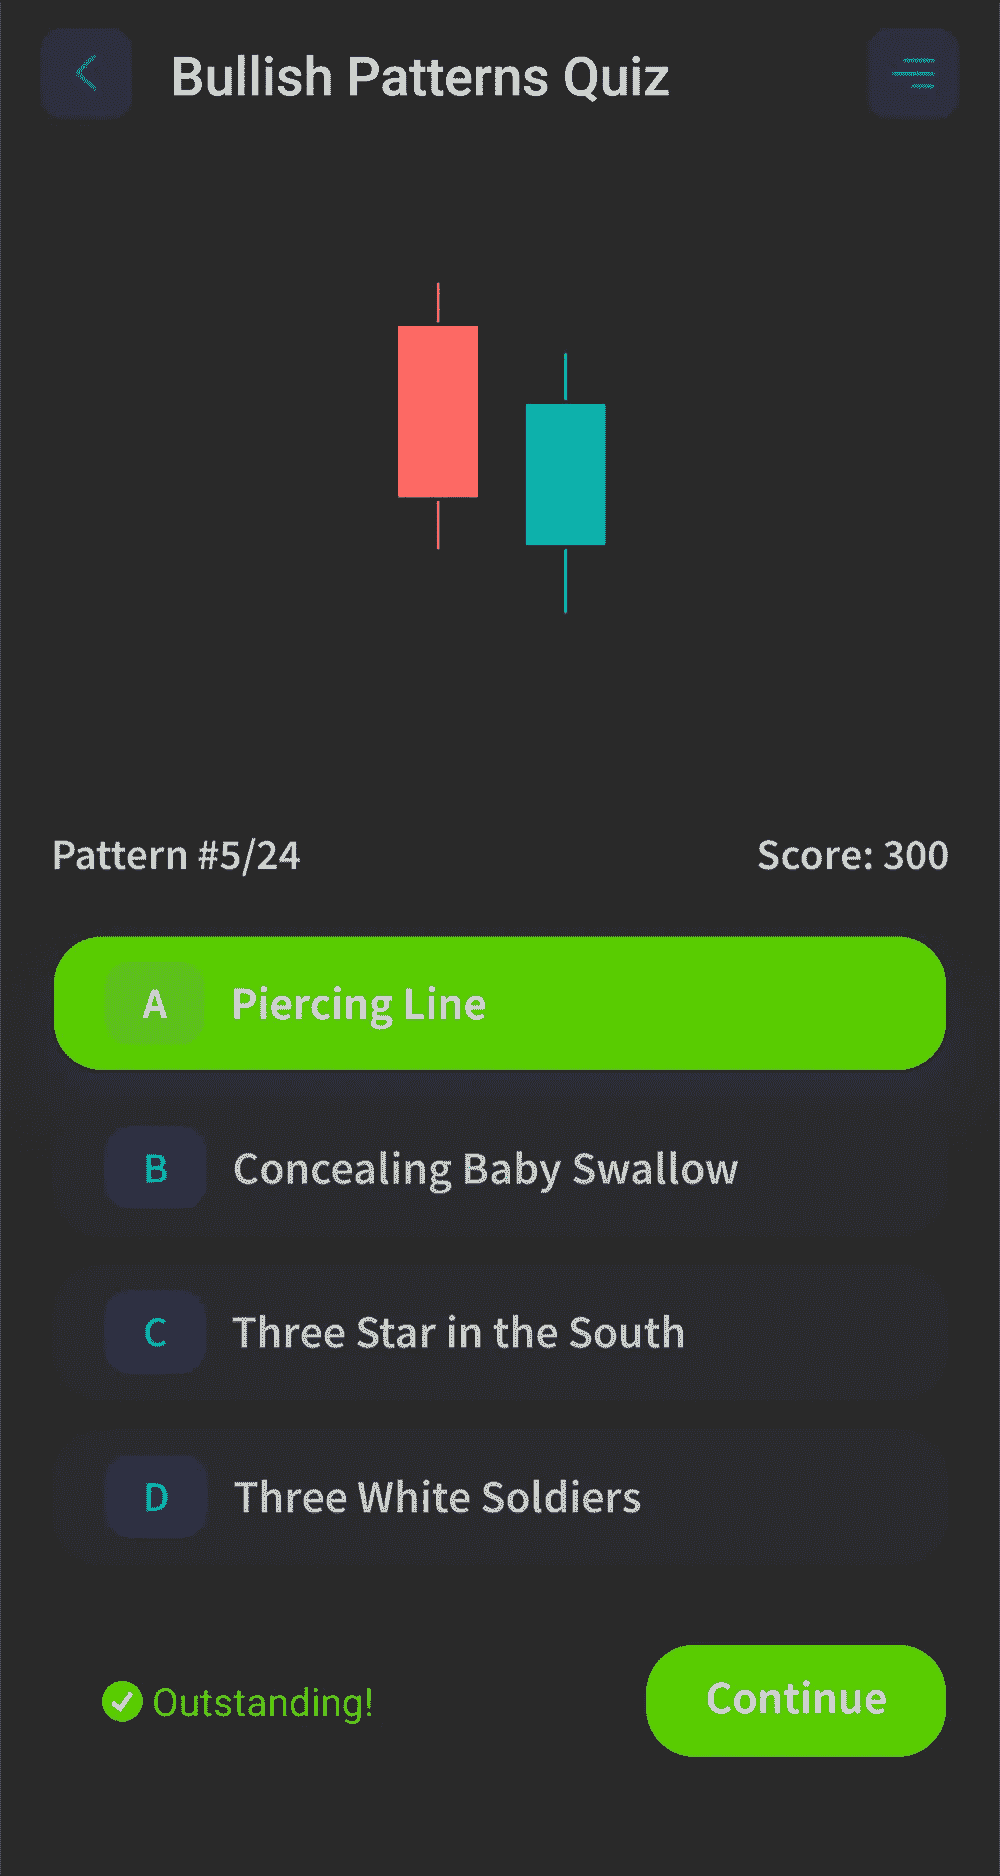 Bullish Patterns Quiz
Pattern #5/24
Score: 300
A Piercing Line
B Concealing Baby Swallow
C Three Star in the South
D Three White Soldiers
Outstanding!
Continue